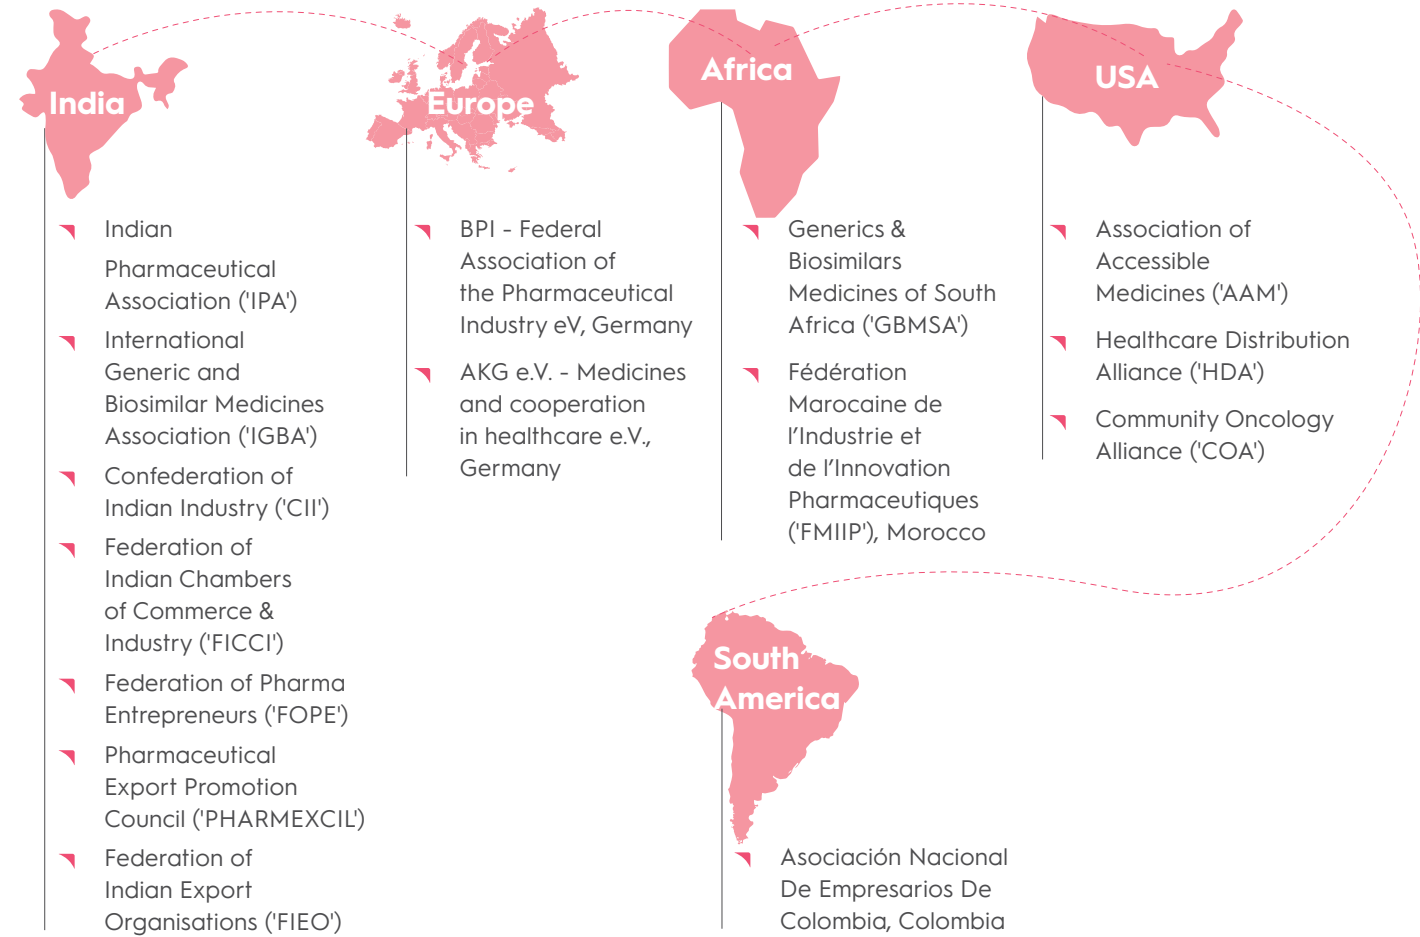 India
Indian
Pharmaceutical
Association ('IPA')
International
Generic and
Biosimilar Medicines
Association ('IGBA')
Confederation of
Indian Industry ('CII')
Federation of
Indian Chambers
of Commerce &
Industry ('FICCI')
Federation of Pharma
Entrepreneurs ('FOPE')
Pharmaceutical
Export Promotion
Council ('PHARMEXCIL')
Federation of
Indian Export
Organisations ('FIEO')
Europe
BPI - Federal
Association of
the Pharmaceutical
Industry eV, Germany
AKG e.V. - Medicines
and cooperation
in healthcare e.V.,
Germany
Africa
Generics &
Biosimilars
Medicines of South
Africa ('GBMSA')
Fédération
Marocaine de
l’Industrie et
de l’Innovation
Pharmaceutiques
('FMIIP'), Morocco
USA
Association of
Accessible
Medicines ('AAM')
Healthcare Distribution
Alliance ('HDA')
Community Oncology
Alliance ('COA')
South
America
Asociación Nacional
De Empresarios De
Colombia, Colombia